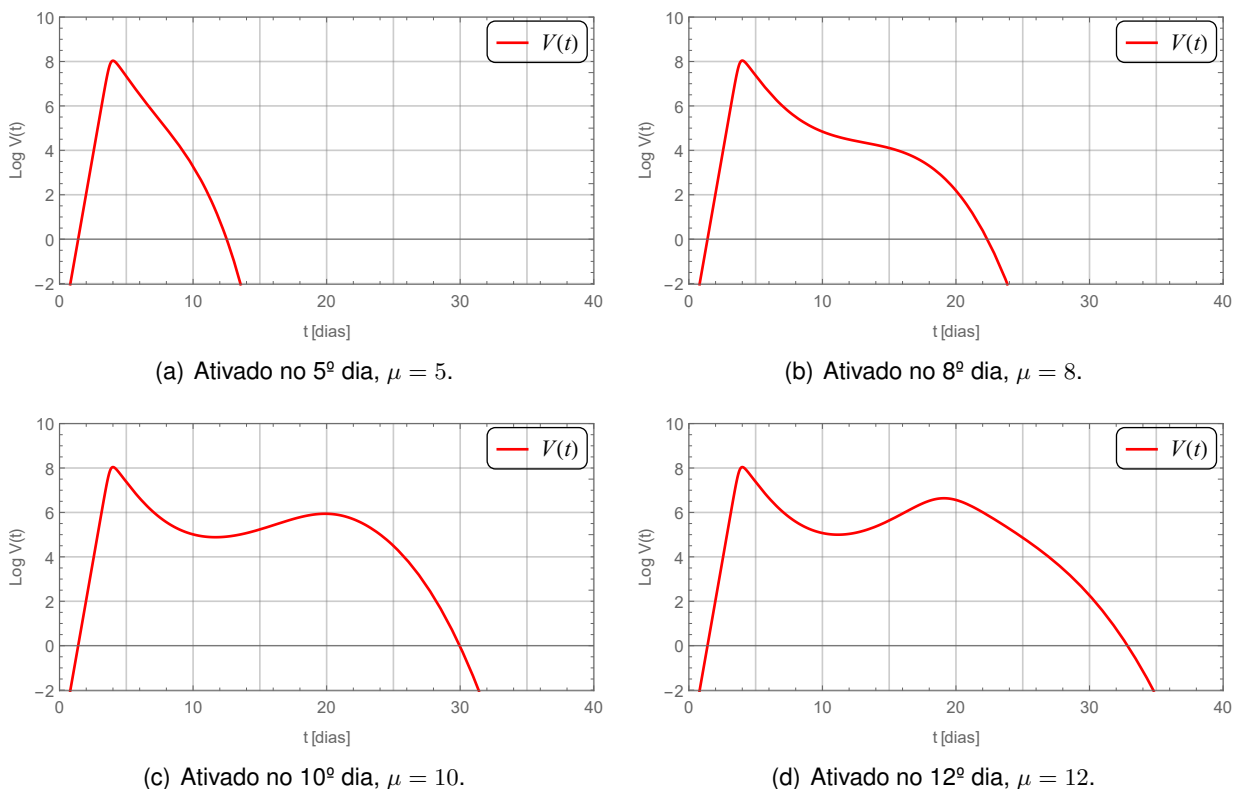 10
8
6
4
2
0
−2
Log V(t)
0 10 20 30 40
t [dias]
V(t)
(a) Ativado no 5º dia, μ = 5.
10
8
6
4
2
0
−2
Log V(t)
0 10 20 30 40
t [dias]
V(t)
(b) Ativado no 8º dia, μ = 8.
10
8
6
4
2
0
−2
Log V(t)
0 10 20 30 40
t [dias]
V(t)
(c) Ativado no 10º dia, μ = 10.
10
8
6
4
2
0
−2
Log V(t)
0 10 20 30 40
t [dias]
V(t)
(d) Ativado no 12º dia, μ = 12.